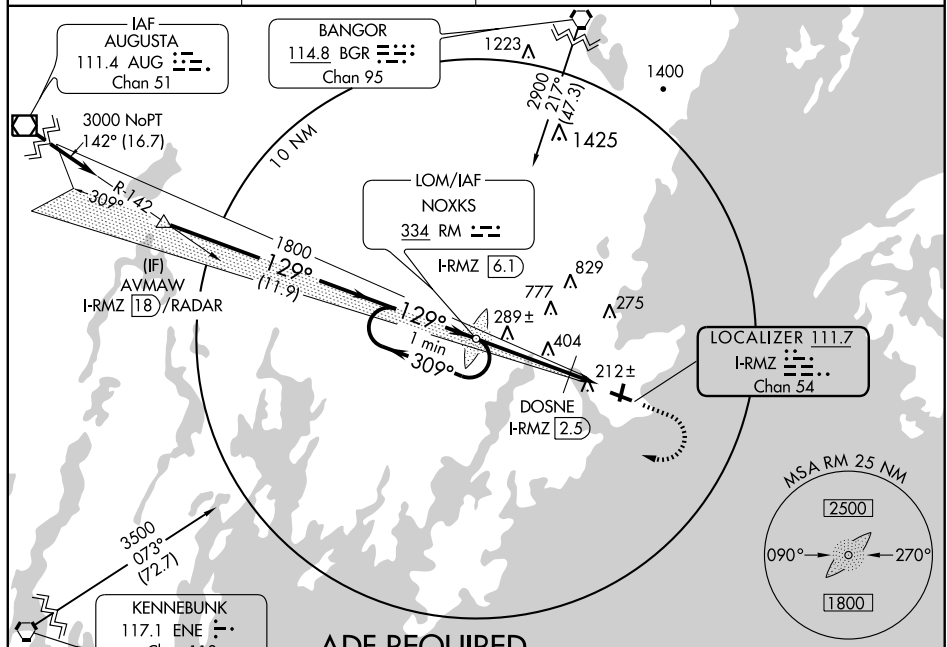 IAF
AUGUSTA
111.4 AUG
Chan 51
BANGOR
114.8 BGR
Chan 95
1223
1400
2900
217°
(47.3)
1425
3000 NoPT
142° (16.7)
10 NM
R-142
309°
LOM/IAF
NOXKS
334 RM
I-RMZ 6.1
1800
129°
(11.9)
(IF)
AVMAW
I-RMZ 18/RADAR
129°
1 min
309°
829
777
275
289±
404
212±
DOSNE
I-RMZ 2.5
LOCALIZER 111.7
I-RMZ
Chan 54
MSA RM 25 NM
2500
090°
270°
1800
3500
073°
(72.7)
KENNEBUNK
117.1 ENE
ADF REQUIRED